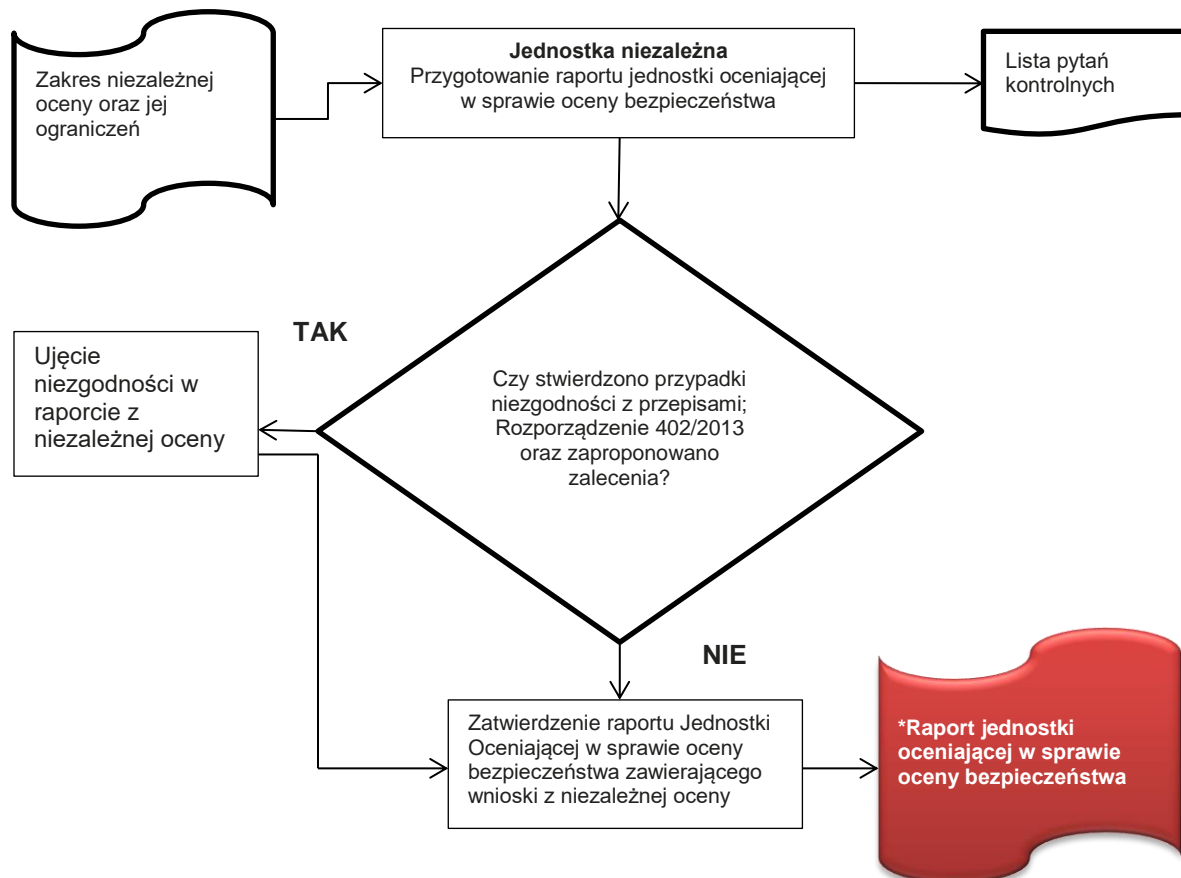 Zakres niezależnej
oceny oraz jej
ograniczeń
Jednostka niezależna
Przygotowanie raportu jednostki oceniającej
w sprawie oceny bezpieczeństwa
Lista pytań
kontrolnych
TAK
Ujęcie
niezgodności w
raporcie z
niezależnej oceny
Czy stwierdzono przypadki
niezgodności z przepisami;
Rozporządzenie 402/2013
oraz zaproponowano
zalecenia?
NIE
Zatwierdzenie raportu Jednostki
Oceniającej w sprawie oceny
bezpieczeństwa zawierającego
wnioski z niezależnej oceny
*Raport jednostki
oceniającej w sprawie
oceny bezpieczeństwa